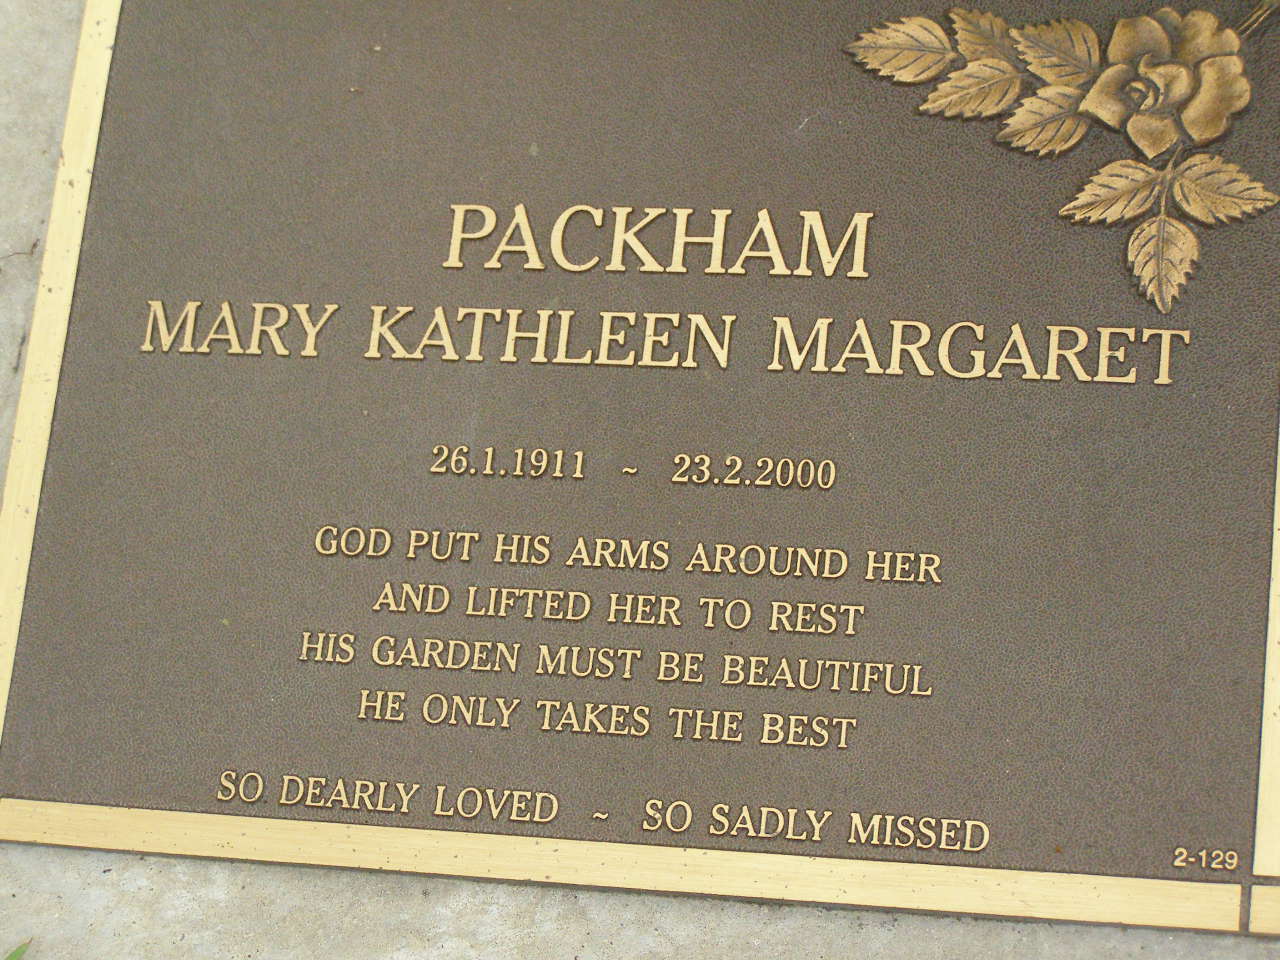 PACKHAM
MARY KATHLEEN MARGARET
26.1.1911 ~ 23.2.2000
GOD PUT HIS ARMS AROUND HER
AND LIFTED HER TO REST
HIS GARDEN MUST BE BEAUTIFUL
HE ONLY TAKES THE BEST
SO DEARLY LOVED ~ SO SADLY MISSED
2-129